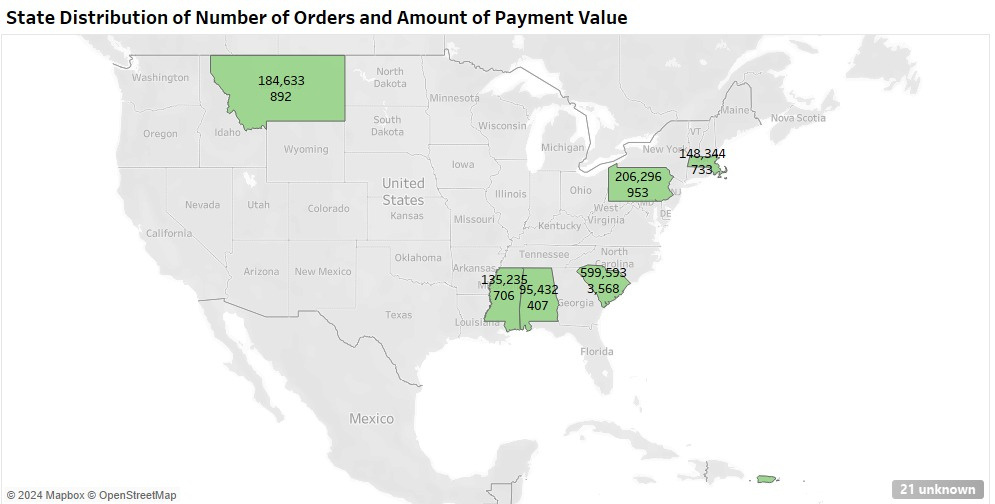 State Distribution of Number of Orders and Amount of Payment Value
Washington
184,633
892
North
Dakota
Minnesota
Maine
Nova Scotia
Oregon
Idaho
South
Dakota
Wisconsin
Michigan
VT
New York
148,344
733
Wyoming
Iowa
206,296
953
NJ
Nevada
Utah
Colorado
United
States
Kansas
Illinois
Ohio
MD
DE
Missouri
West
Virginia
California
Kentucky
Arizona
New Mexico
Oklahoma
Arkansas
Tennessee
North
Carolina
135,235
706
95,432
407
599,593
3,568
Georgia
Texas
Louisiana
Florida
Mexico
© 2024 Mapbox © OpenStreetMap
21 unknown